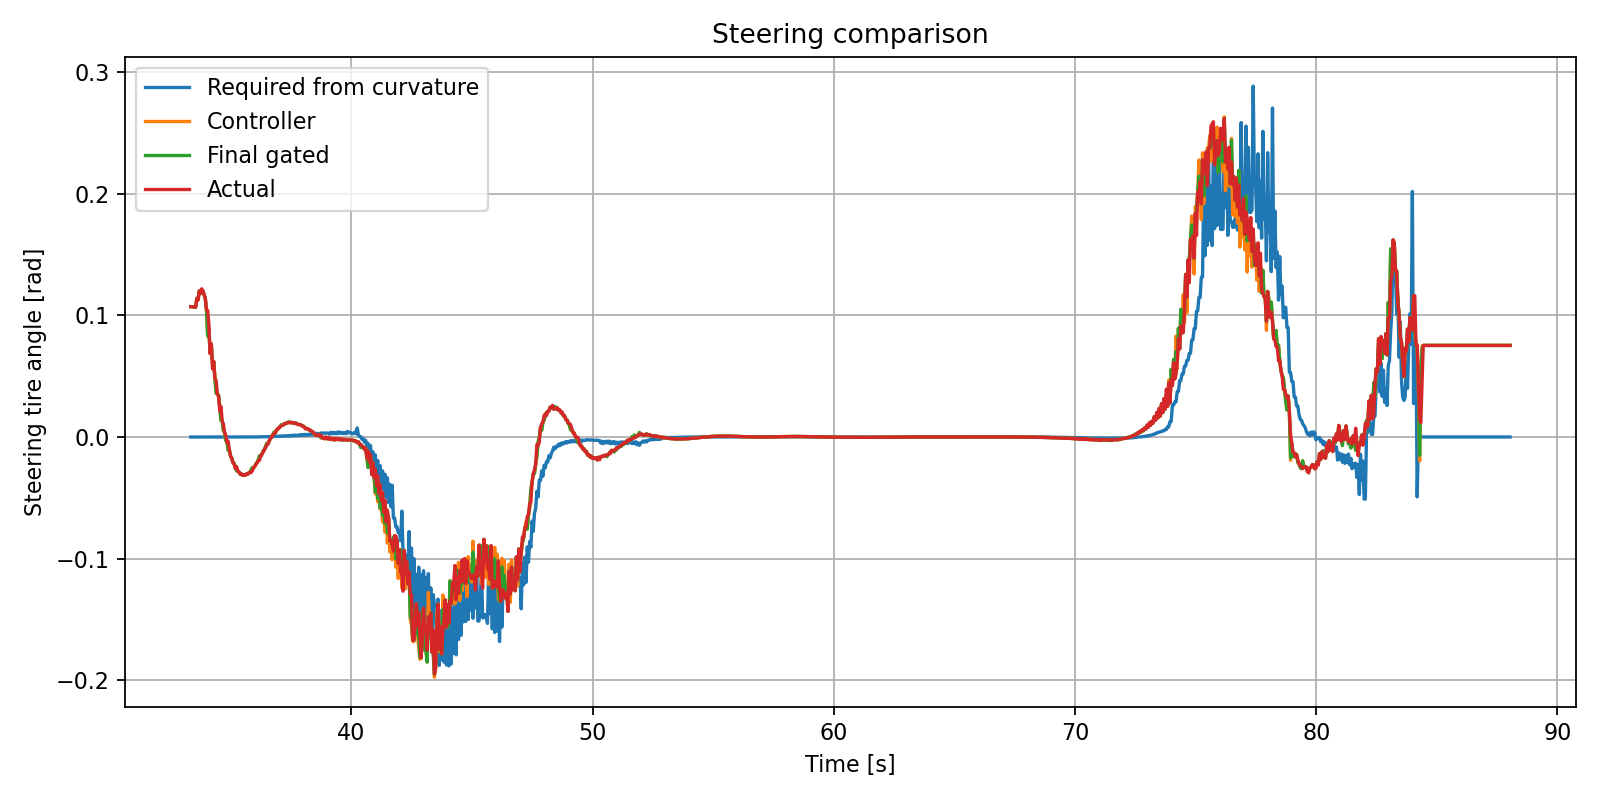 Steering comparison
Required from curvature
Controller
Final gated
Actual
Steering tire angle [rad]
0.3
0.2
0.1
0.0
−0.1
−0.2
40 50 60 70 80 90
Time [s]